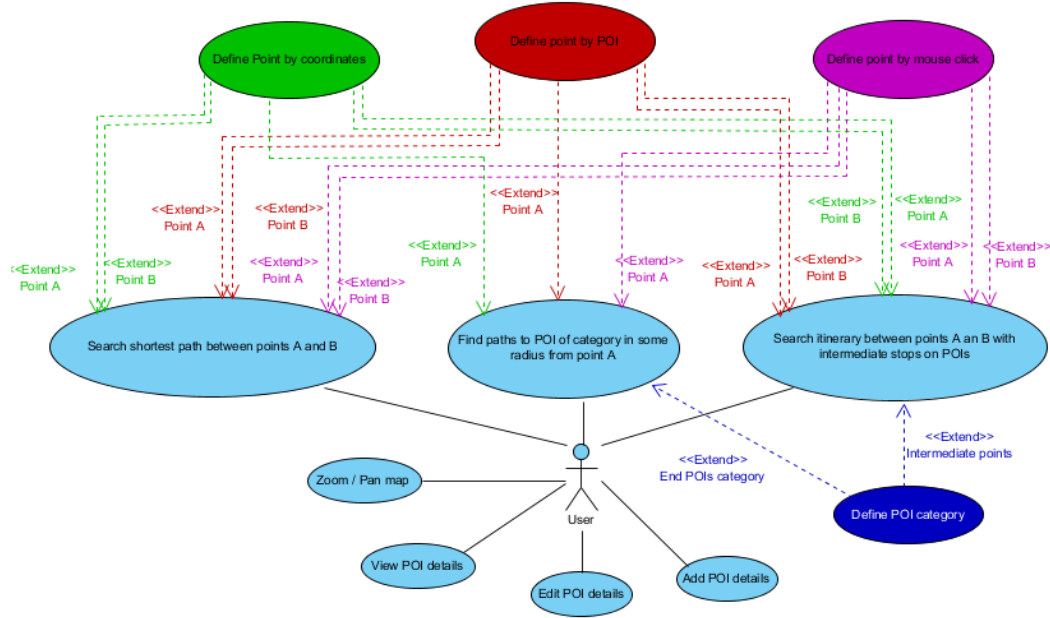 Define Point by coordinates
Define point by POI
Define point by mouse click
<<Extend>>
Point A
<<Extend>>
Point B
<<Extend>>
Point A
<<Extend>>
Point B
<<Extend>>
Point A
<<Extend>>
Point A
<<Extend>>
Point B
<<Extend>>
Point A
<<Extend>>
Point B
<<Extend>>
Point A
<<Extend>>
Point A
<<Extend>>
Point A
<<Extend>>
Point B
<<Extend>>
Point A
<<Extend>>
Point B
Search shortest path between points A and B
Find paths to POI of category in some
radius from point A
Search itinerary between points A an B with
intermediate stops on POIs
<<Extend>>
Intermediate points
<<Extend>>
End POIs category
Zoom / Pan map
User
Define POI category
View POI details
Edit POI details
Add POI details